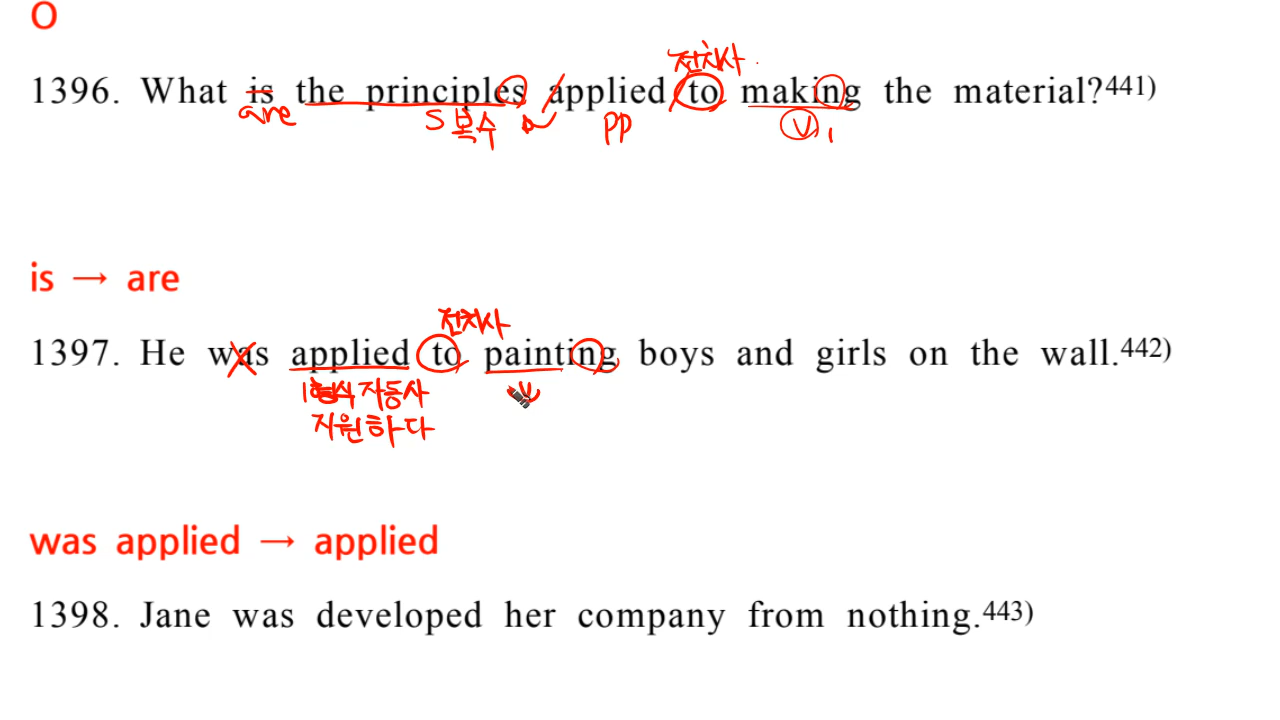 O
전치사
1396. What is the principles applied to making the material?441)
are S 복수 pp V
is → are
전치사
1397. He was applied to painting boys and girls on the wall.442)
1형식 자동사 V
지원하다
was applied → applied
1398. Jane was developed her company from nothing.443)